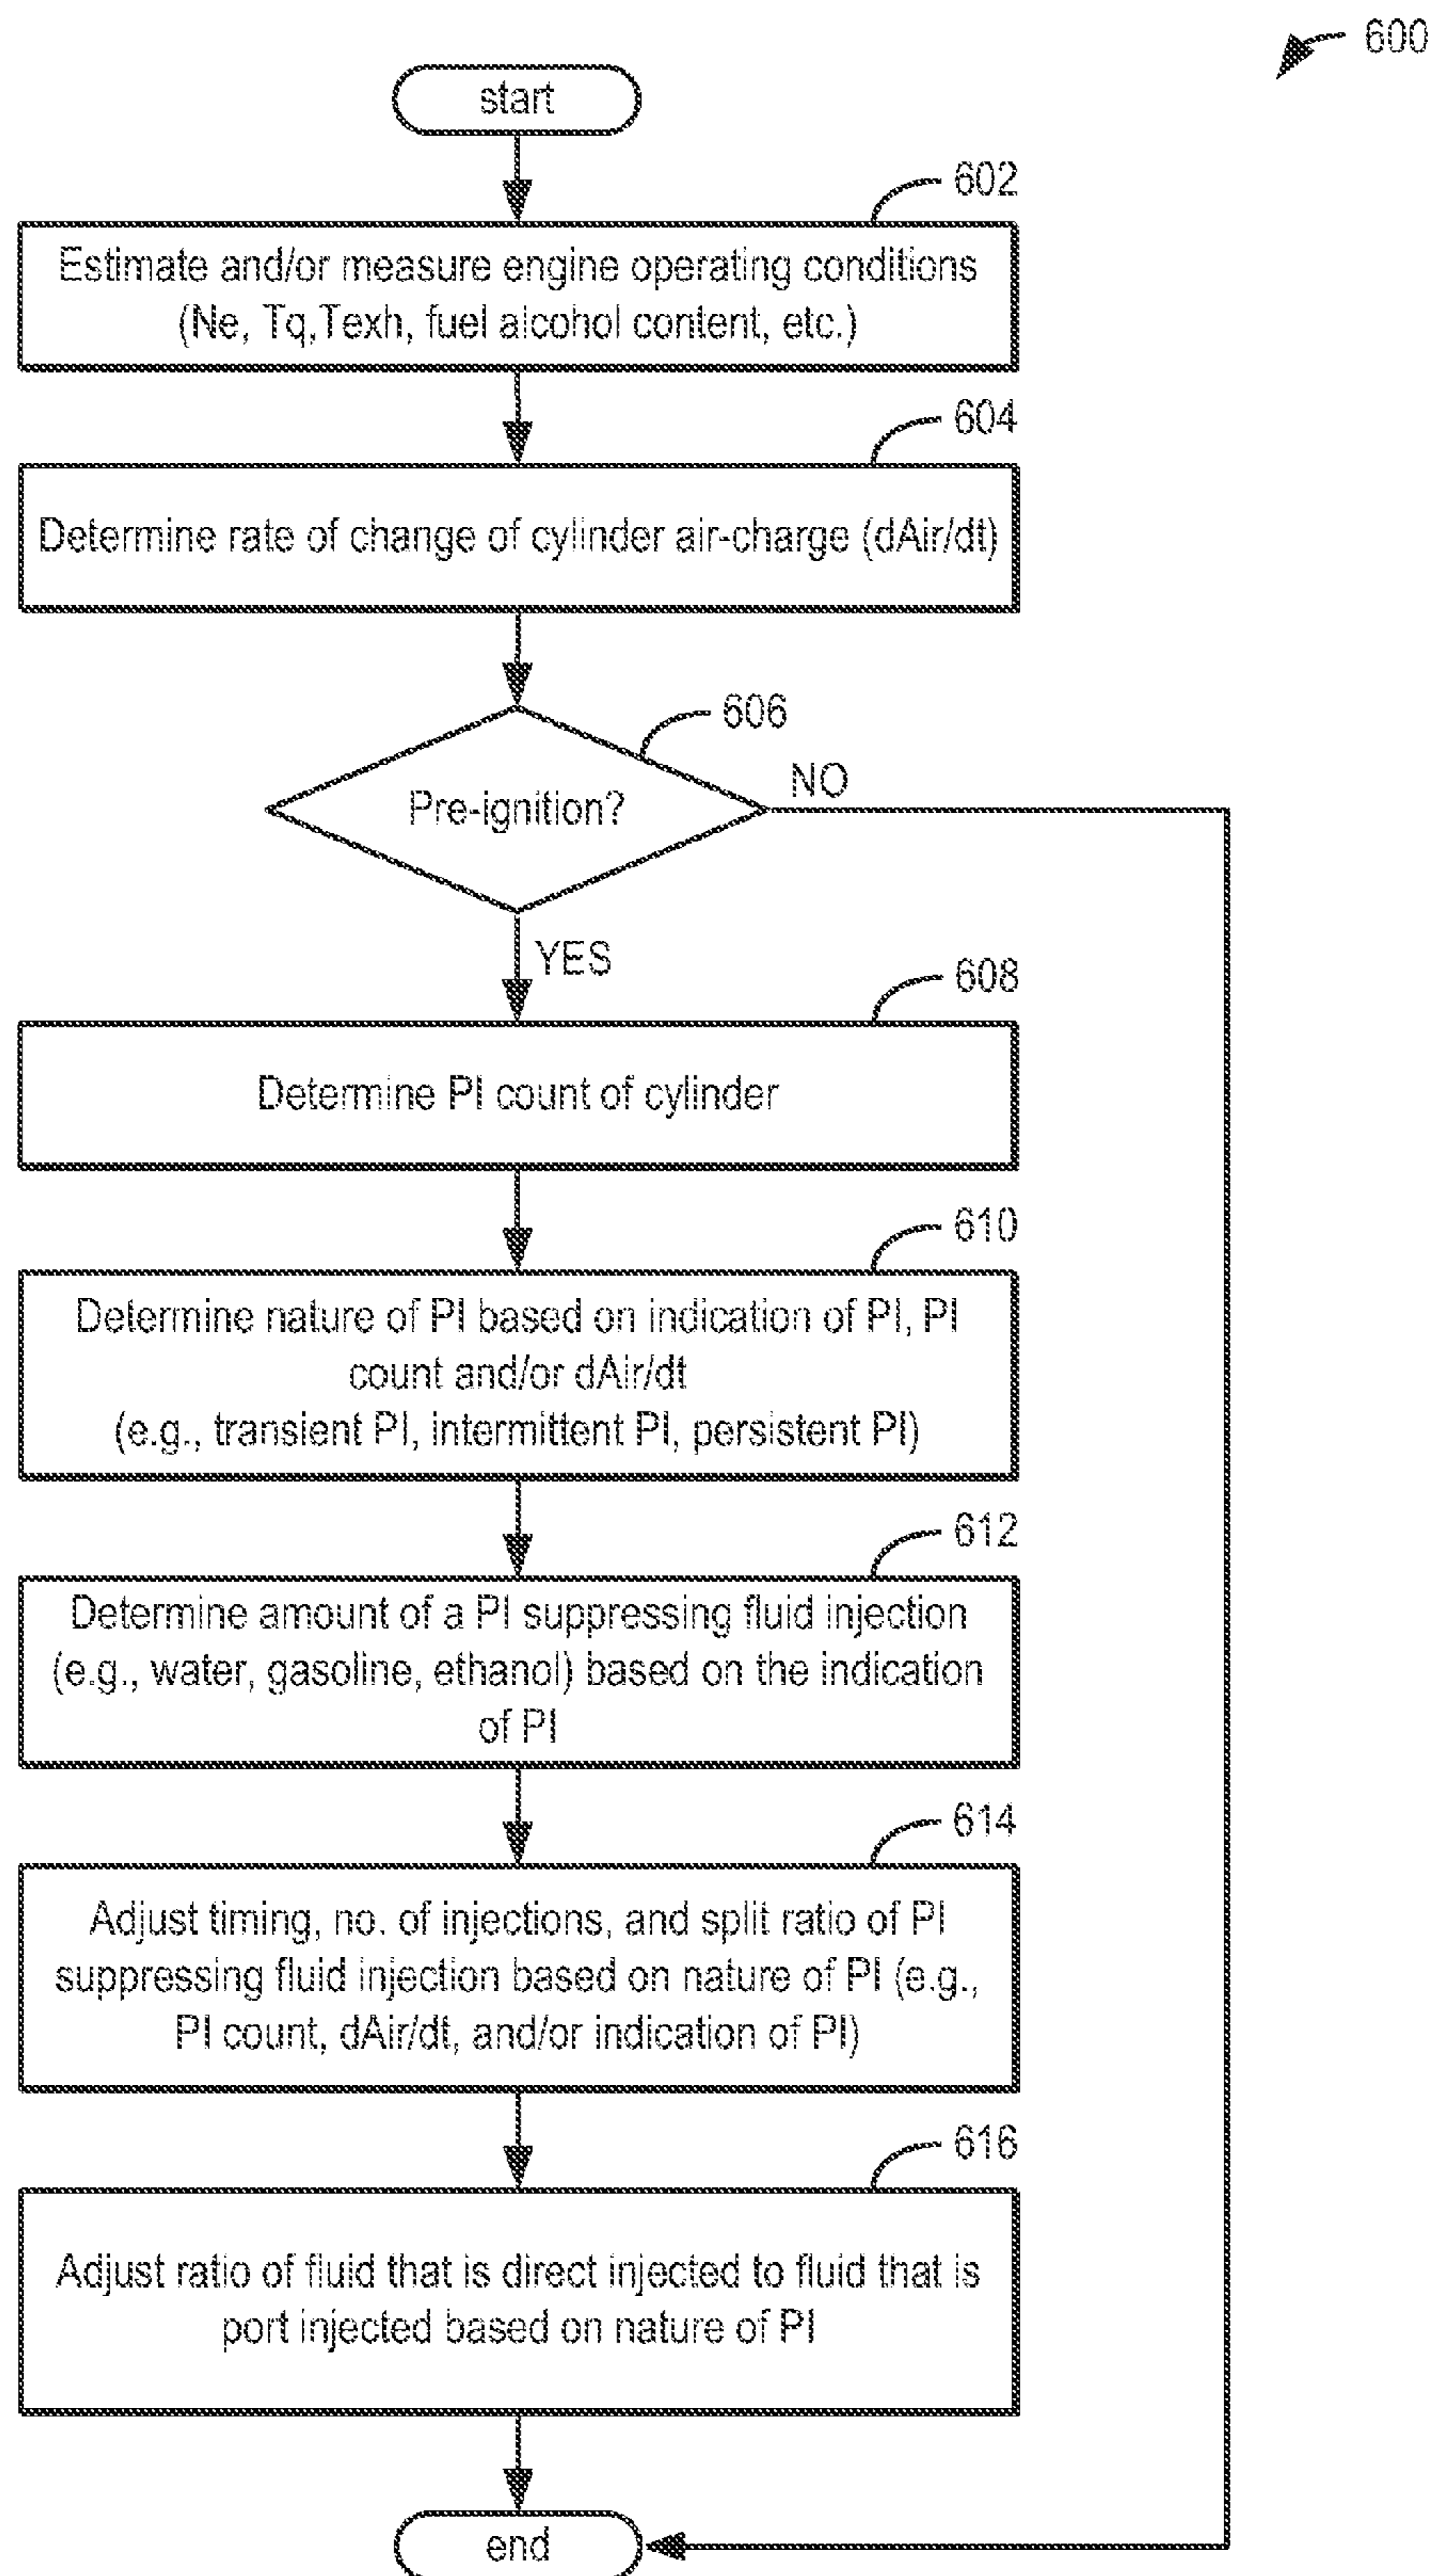 600
start
602
Estimate and/or measure engine operating conditions
(Ne, Tq,Texh, fuel alcohol content, etc.)
604
Determine rate of change of cylinder air-charge (dAir/dt)
606
Pre-ignition?
NO
YES
608
Determine PI count of cylinder
610
Determine nature of PI based on indication of PI, PI
count and/or dAir/dt
(e.g., transient PI, intermittent PI, persistent PI)
612
Determine amount of a PI suppressing fluid injection
(e.g., water, gasoline, ethanol) based on the indication
of PI
614
Adjust timing, no. of injections, and split ratio of PI
suppressing fluid injection based on nature of PI (e.g.,
PI count, dAir/dt, and/or indication of PI)
616
Adjust ratio of fluid that is direct injected to fluid that is
port injected based on nature of PI
end